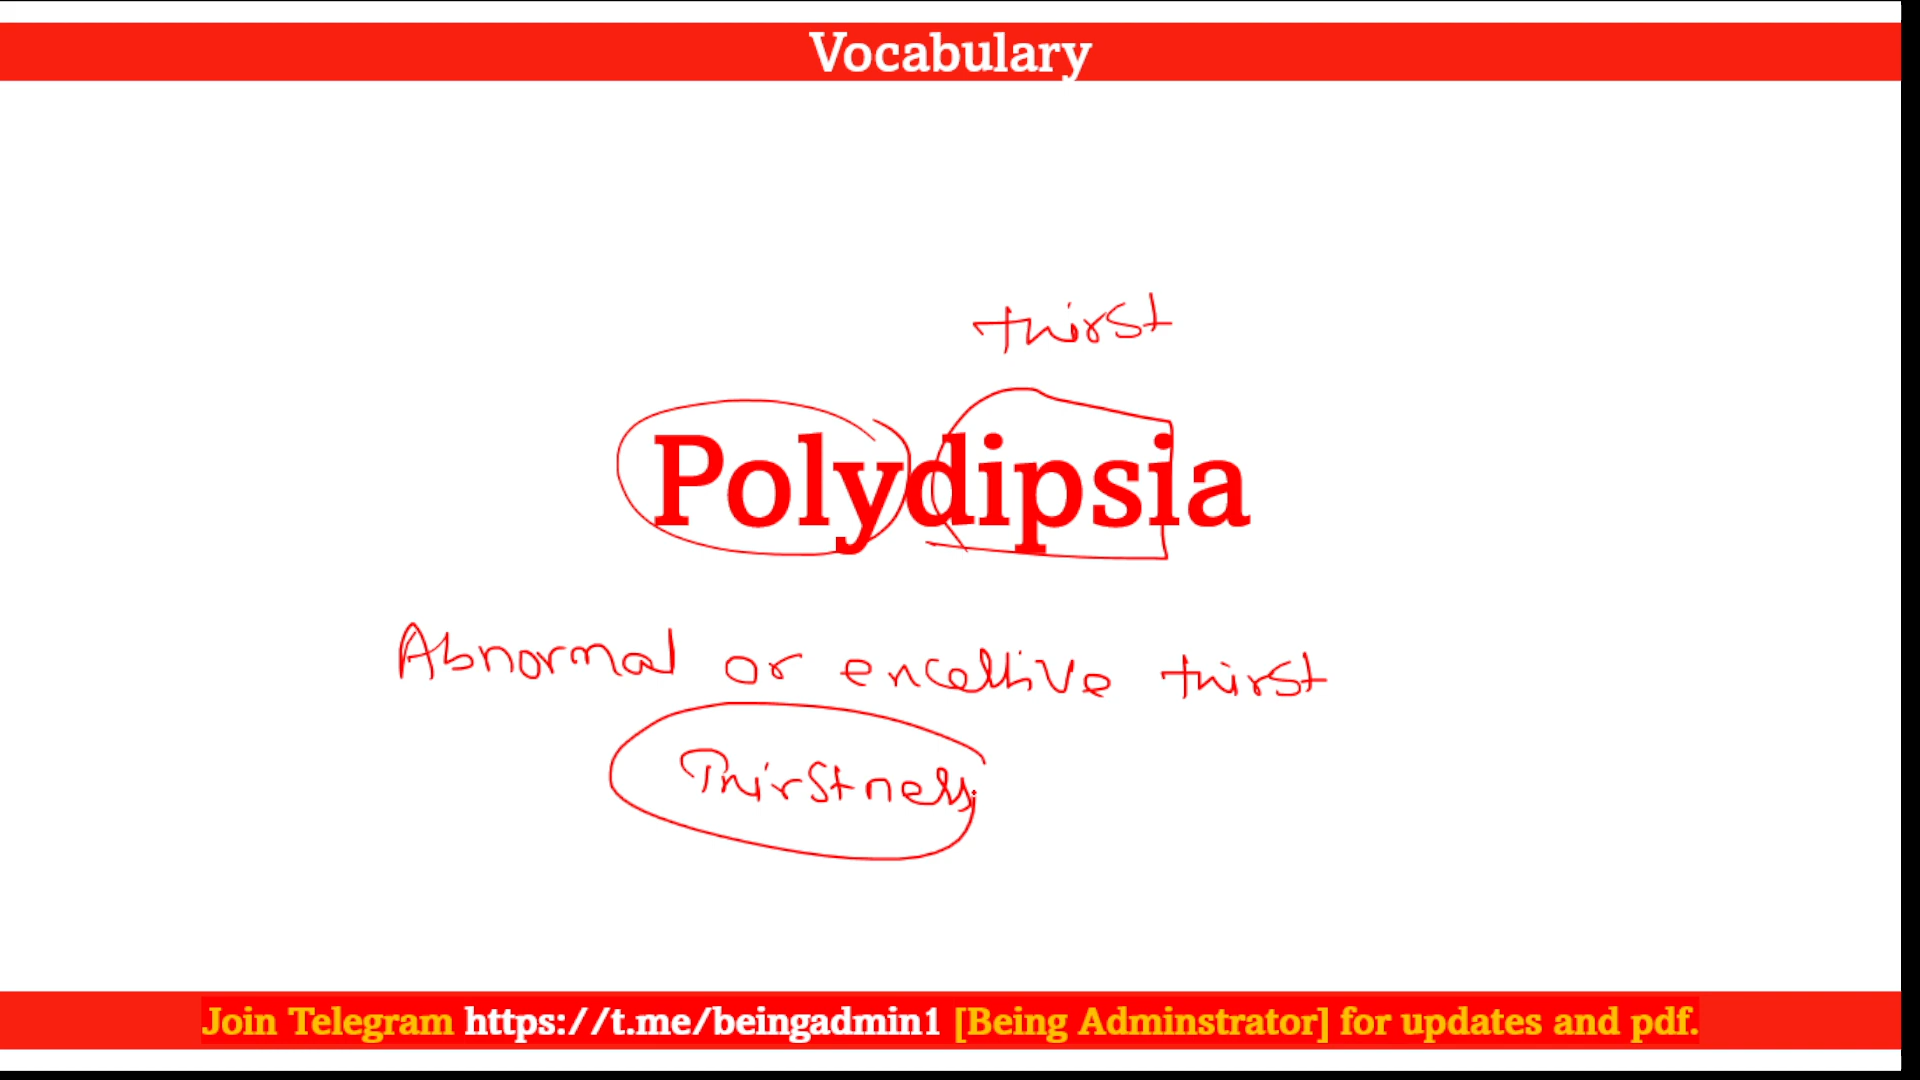 Vocabulary
thirst
Polydipsia
Abnormal or excessive thirst
Thirstness
Join Telegram https://t.me/beingadmin1 [Being Adminstrator] for updates and pdf.